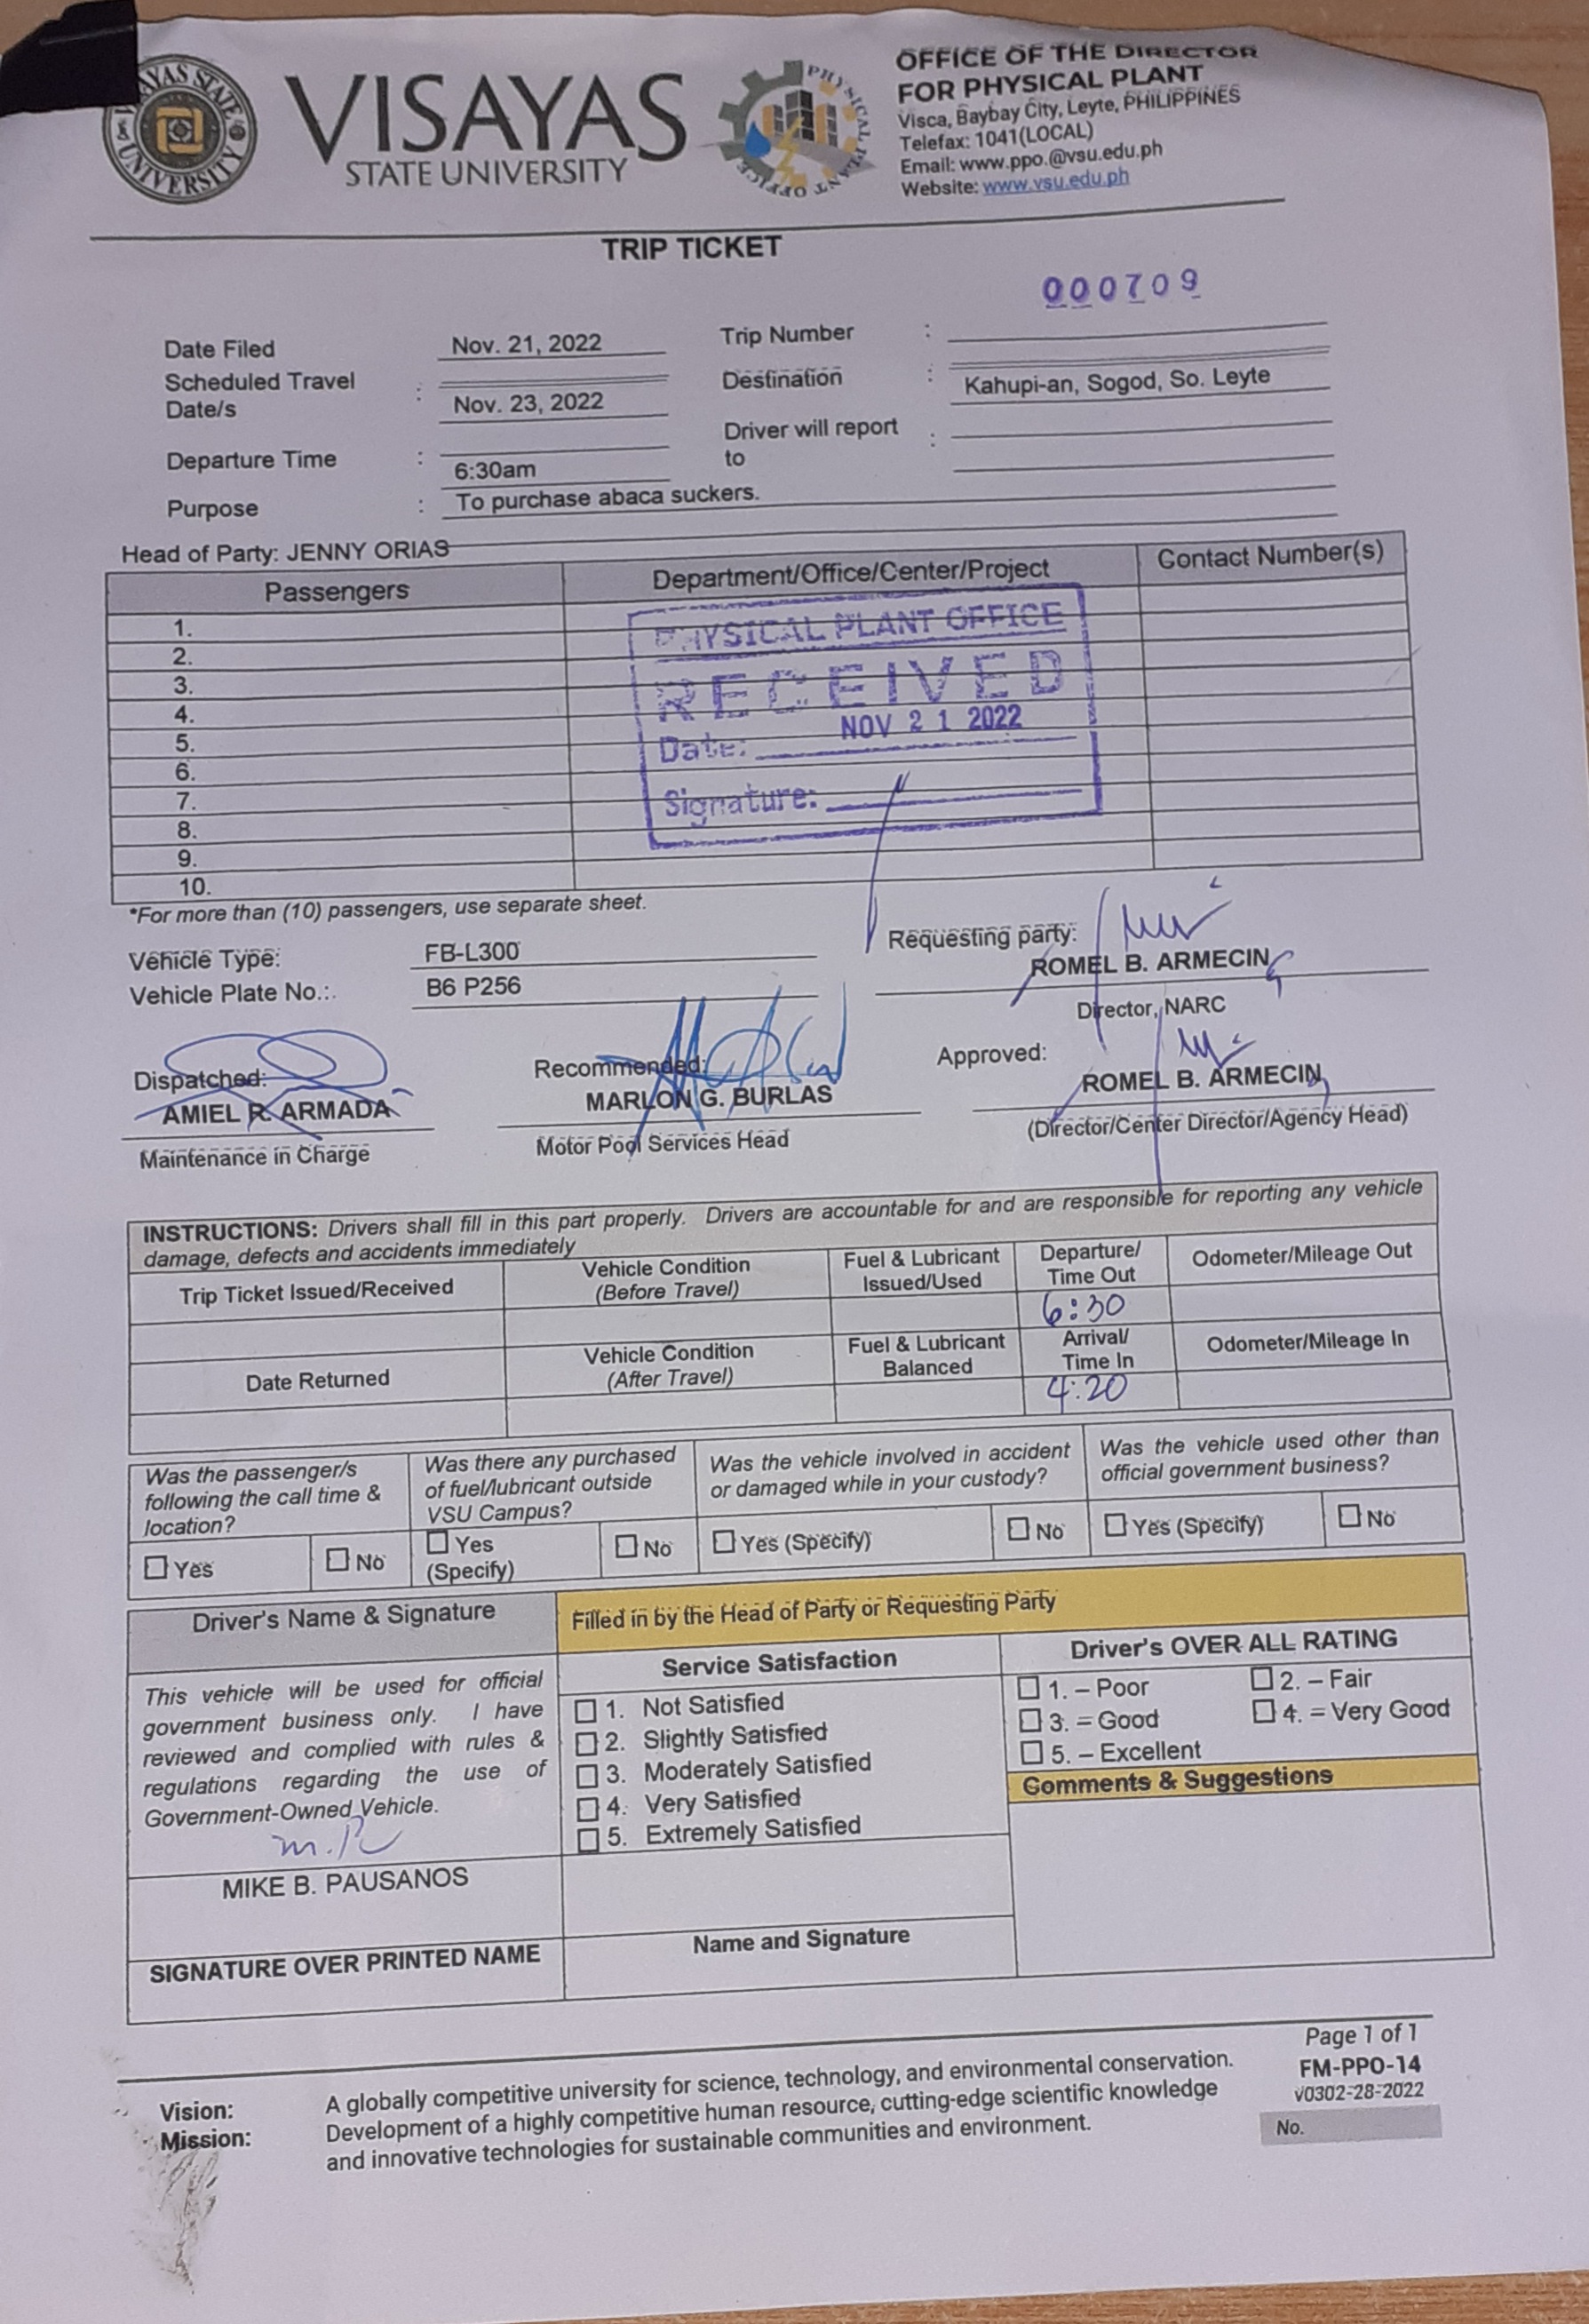 VISAYAS STATE UNIVERSITY
VISAYAS
STATE UNIVERSITY
PHYSICAL PLANT OFFICE
OFFICE OF THE DIRECTOR
FOR PHYSICAL PLANT
Visca, Baybay City, Leyte, PHILIPPINES
Telefax: 1041(LOCAL)
Email: www.ppo.@vsu.edu.ph
Website: www.vsu.edu.ph
TRIP TICKET
000709
Date Filed Nov. 21, 2022 Trip Number :
Scheduled Travel Date/s : Nov. 23, 2022 Destination : Kahupi-an, Sogod, So. Leyte
Departure Time : 6:30am Driver will report to :
Purpose : To purchase abaca suckers.
Head of Party: JENNY ORIAS
Passengers Department/Office/Center/Project Contact Number(s)
1.
2.
3.
4.
5.
6.
7.
8.
9.
10.
PHYSICAL PLANT OFFICE
RECEIVED
Date: NOV 21 2022
Signature:
*For more than (10) passengers, use separate sheet.
Vehicle Type: FB-L300
Vehicle Plate No.:. B6 P256
Requesting party:
ROMEL B. ARMECIN
Director, NARC
Dispatched:
AMIEL R. ARMADA
Maintenance in Charge
Recommended:
MARLON G. BURLAS
Motor Pool Services Head
Approved:
ROMEL B. ARMECIN
(Director/Center Director/Agency Head)
INSTRUCTIONS: Drivers shall fill in this part properly. Drivers are accountable for and are responsible for reporting any vehicle
damage, defects and accidents immediately
Trip Ticket Issued/Received Vehicle Condition (Before Travel) Fuel & Lubricant Issued/Used Departure/ Time Out Odometer/Mileage Out
6:30
Date Returned Vehicle Condition (After Travel) Fuel & Lubricant Balanced Arrival/ Time In Odometer/Mileage In
4:20
Was the passenger/s following the call time & location?
Yes No
Was there any purchased of fuel/lubricant outside VSU Campus?
Yes (Specify) No
Was the vehicle involved in accident or damaged while in your custody?
Yes (Specify) No
Was the vehicle used other than official government business?
Yes (Specify) No
Driver's Name & Signature
Filled in by the Head of Party or Requesting Party
This vehicle will be used for official
government business only. I have
reviewed and complied with rules &
regulations regarding the use of
Government-Owned Vehicle.
MIKE B. PAUSANOS
SIGNATURE OVER PRINTED NAME
Service Satisfaction
1. Not Satisfied
2. Slightly Satisfied
3. Moderately Satisfied
4. Very Satisfied
5. Extremely Satisfied
Name and Signature
Driver's OVER ALL RATING
1. – Poor 2. – Fair
3. = Good 4. = Very Good
5. – Excellent
Comments & Suggestions
Page 1 of 1
FM-PPO-14
V0302-28-2022
No.
Vision: A globally competitive university for science, technology, and environmental conservation.
Mission: Development of a highly competitive human resource, cutting-edge scientific knowledge
and innovative technologies for sustainable communities and environment.